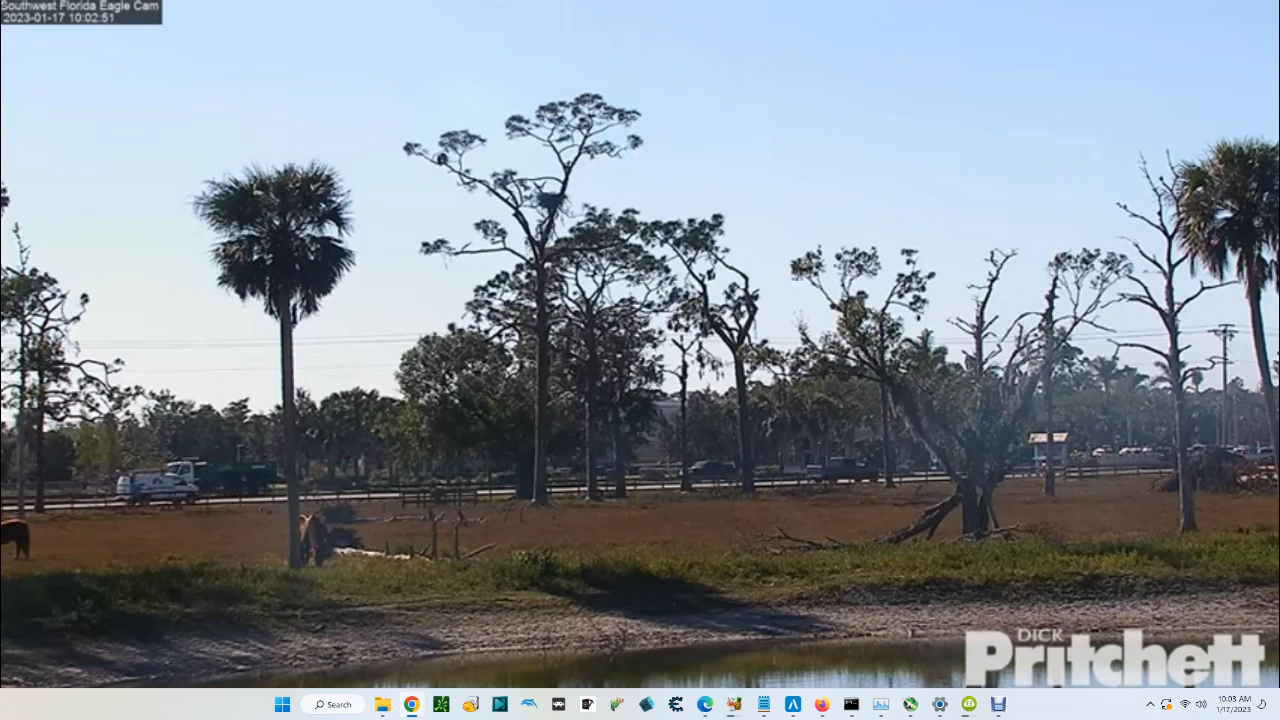 Southwest Florida Eagle Cam
2023-01-17 10:02:51
DICK
Pritchett
Search
10:03 AM
1/17/2023